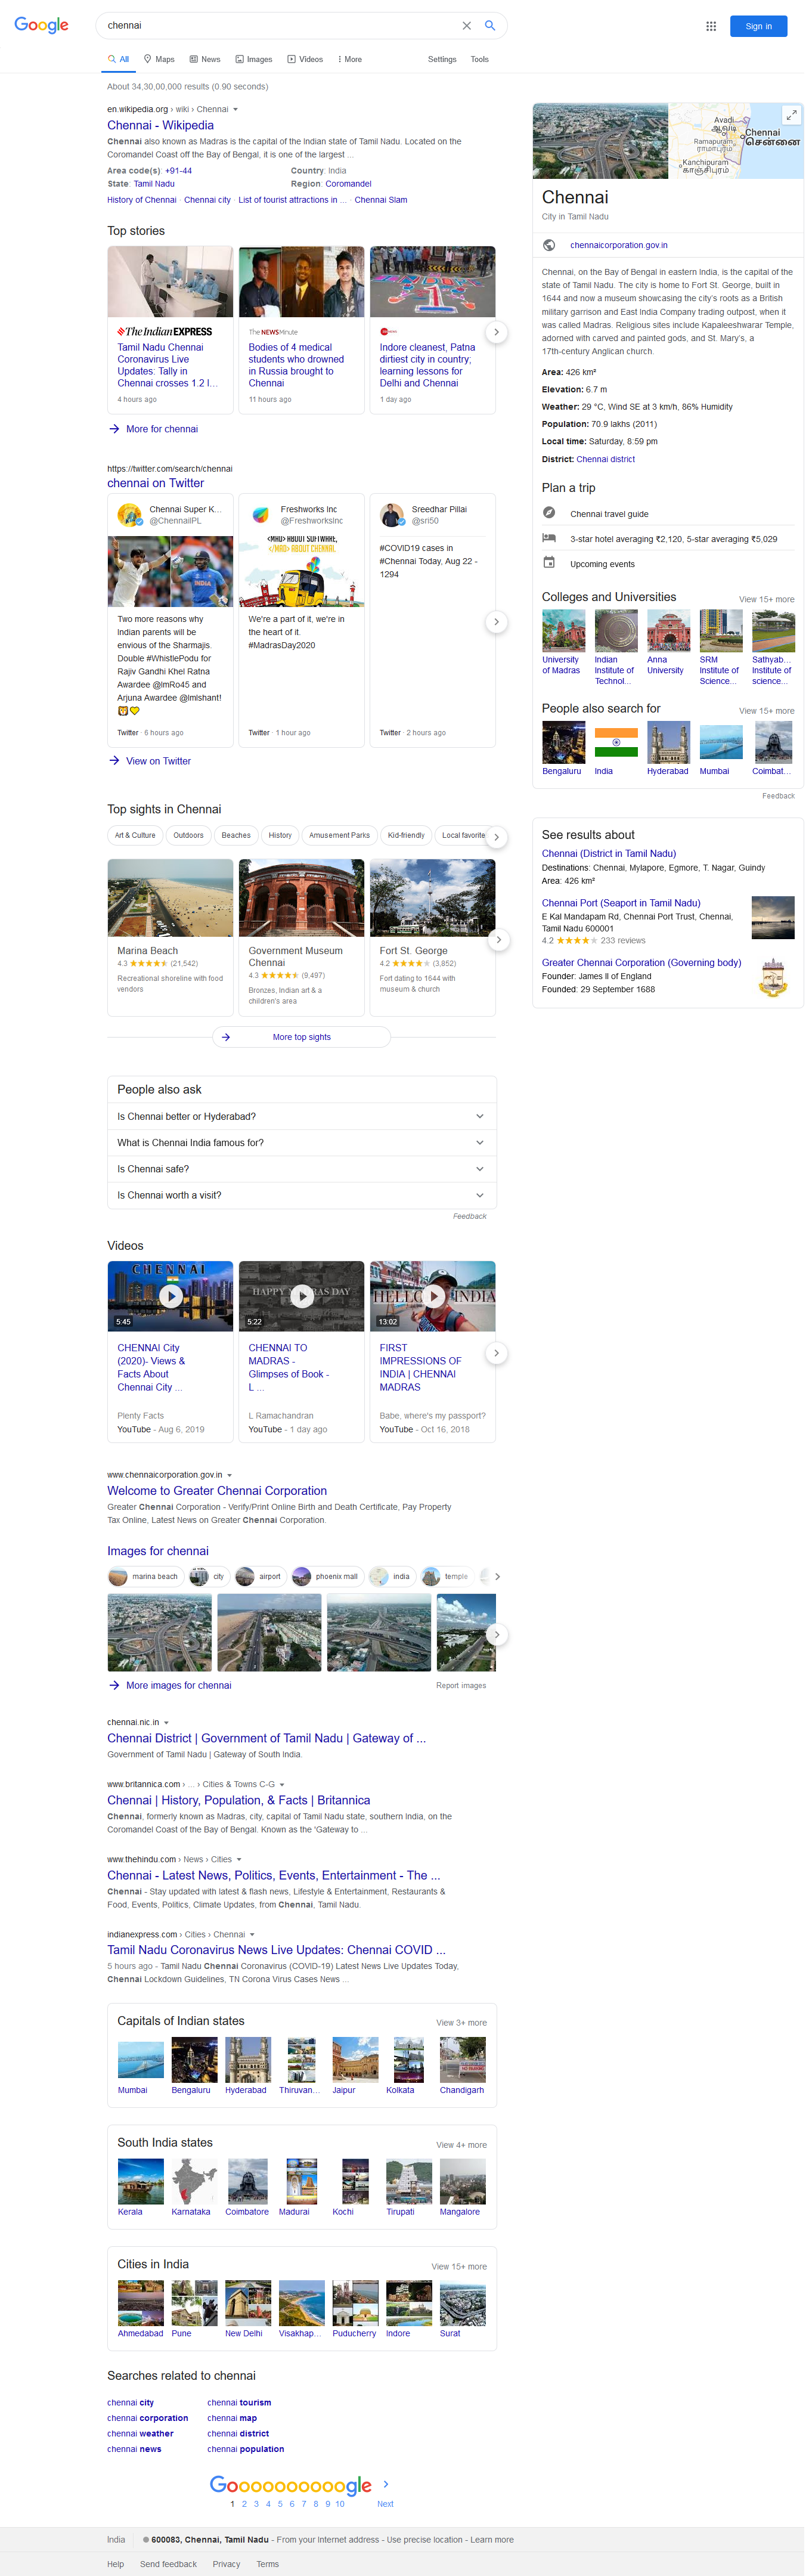 Google
chennai
Sign in
All Maps News Images Videos More Settings Tools
About 34,30,00,000 results (0.90 seconds)
en.wikipedia.org › wiki › Chennai
Chennai - Wikipedia
Chennai also known as Madras is the capital of the Indian state of Tamil Nadu. Located on the
Coromandel Coast off the Bay of Bengal, it is one of the largest ...
Area code(s): +91-44 Country: India
State: Tamil Nadu Region: Coromandel
History of Chennai · Chennai city · List of tourist attractions in ... · Chennai Slam
Top stories
The Indian EXPRESS
Tamil Nadu Chennai
Coronavirus Live
Updates: Tally in
Chennai crosses 1.2 l...
4 hours ago
The NEWS Minute
Bodies of 4 medical
students who drowned
in Russia brought to
Chennai
11 hours ago
Indore cleanest, Patna
dirtiest city in country;
learning lessons for
Delhi and Chennai
1 day ago
More for chennai
https://twitter.com/search/chennai
chennai on Twitter
Chennai Super K...
@ChennaiIPL
Two more reasons why
Indian parents will be
envious of the Sharmajis.
Double #WhistlePodu for
Rajiv Gandhi Khel Ratna
Awardee @ImRo45 and
Arjuna Awardee @Imishant!
🦁💛
Twitter · 6 hours ago
Freshworks Inc
@FreshworksInc
<MAD> ABOUT SOFTWARE,
</MAD> ABOUT CHENNAI.
We're a part of it, we're in
the heart of it.
#MadrasDay2020
Twitter · 1 hour ago
Sreedhar Pillai
@sri50
#COVID19 cases in
#Chennai Today, Aug 22 -
1294
Twitter · 2 hours ago
View on Twitter
Top sights in Chennai
Art & Culture Outdoors Beaches History Amusement Parks Kid-friendly Local favorite
Marina Beach
4.3 (21,542)
Recreational shoreline with food
vendors
Government Museum
Chennai
4.3 (9,497)
Bronzes, Indian art & a
children's area
Fort St. George
4.2 (3,852)
Fort dating to 1644 with
museum & church
More top sights
People also ask
Is Chennai better or Hyderabad?
What is Chennai India famous for?
Is Chennai safe?
Is Chennai worth a visit?
Feedback
Videos
CHENNAI
5:45
CHENNAI City
(2020)- Views &
Facts About
Chennai City ...
Plenty Facts
YouTube - Aug 6, 2019
HAPPY MADRAS DAY
5:22
CHENNAI TO
MADRAS -
Glimpses of Book -
L ...
L Ramachandran
YouTube - 1 day ago
HELLO INDIA
13:02
FIRST
IMPRESSIONS OF
INDIA | CHENNAI
MADRAS
Babe, where's my passport?
YouTube - Oct 16, 2018
www.chennaicorporation.gov.in
Welcome to Greater Chennai Corporation
Greater Chennai Corporation - Verify/Print Online Birth and Death Certificate, Pay Property
Tax Online, Latest News on Greater Chennai Corporation.
Images for chennai
marina beach city airport phoenix mall india temple
More images for chennai Report images
chennai.nic.in
Chennai District | Government of Tamil Nadu | Gateway of ...
Government of Tamil Nadu | Gateway of South India.
www.britannica.com › ... › Cities & Towns C-G
Chennai | History, Population, & Facts | Britannica
Chennai, formerly known as Madras, city, capital of Tamil Nadu state, southern India, on the
Coromandel Coast of the Bay of Bengal. Known as the 'Gateway to ...
www.thehindu.com › News › Cities
Chennai - Latest News, Politics, Events, Entertainment - The ...
Chennai - Stay updated with latest & flash news, Lifestyle & Entertainment, Restaurants &
Food, Events, Politics, Climate Updates, from Chennai, Tamil Nadu.
indianexpress.com › Cities › Chennai
Tamil Nadu Coronavirus News Live Updates: Chennai COVID ...
5 hours ago - Tamil Nadu Chennai Coronavirus (COVID-19) Latest News Live Updates Today,
Chennai Lockdown Guidelines, TN Corona Virus Cases News ...
Capitals of Indian states View 3+ more
Mumbai Bengaluru Hyderabad Thiruvan... Jaipur Kolkata Chandigarh
South India states View 4+ more
Kerala Karnataka Coimbatore Madurai Kochi Tirupati Mangalore
Cities in India View 15+ more
Ahmedabad Pune New Delhi Visakhap... Puducherry Indore Surat
Searches related to chennai
chennai city chennai tourism
chennai corporation chennai map
chennai weather chennai district
chennai news chennai population
Goooooooooogle
1 2 3 4 5 6 7 8 9 10 Next
Avadi
ஆவடி
Ramapuram
ராமாபுரம்
Chennai
சென்னை
Kanchipuram
காஞ்சிபுரம்
Chennai
City in Tamil Nadu
chennaicorporation.gov.in
Chennai, on the Bay of Bengal in eastern India, is the capital of the
state of Tamil Nadu. The city is home to Fort St. George, built in
1644 and now a museum showcasing the city's roots as a British
military garrison and East India Company trading outpost, when it
was called Madras. Religious sites include Kapaleeshwarar Temple,
adorned with carved and painted gods, and St. Mary's, a
17th-century Anglican church.
Area: 426 km²
Elevation: 6.7 m
Weather: 29 °C, Wind SE at 3 km/h, 86% Humidity
Population: 70.9 lakhs (2011)
Local time: Saturday, 8:59 pm
District: Chennai district
Plan a trip
Chennai travel guide
3-star hotel averaging ₹2,120, 5-star averaging ₹5,029
Upcoming events
Colleges and Universities View 15+ more
University
of Madras
Indian
Institute of
Technol...
Anna
University
SRM
Institute of
Science...
Sathyab...
Institute of
science...
People also search for View 15+ more
Bengaluru India Hyderabad Mumbai Coimbat...
Feedback
See results about
Chennai (District in Tamil Nadu)
Destinations: Chennai, Mylapore, Egmore, T. Nagar, Guindy
Area: 426 km²
Chennai Port (Seaport in Tamil Nadu)
E Kal Mandapam Rd, Chennai Port Trust, Chennai,
Tamil Nadu 600001
4.2 233 reviews
Greater Chennai Corporation (Governing body)
Founder: James II of England
Founded: 29 September 1688
India 600083, Chennai, Tamil Nadu - From your Internet address - Use precise location - Learn more
Help Send feedback Privacy Terms